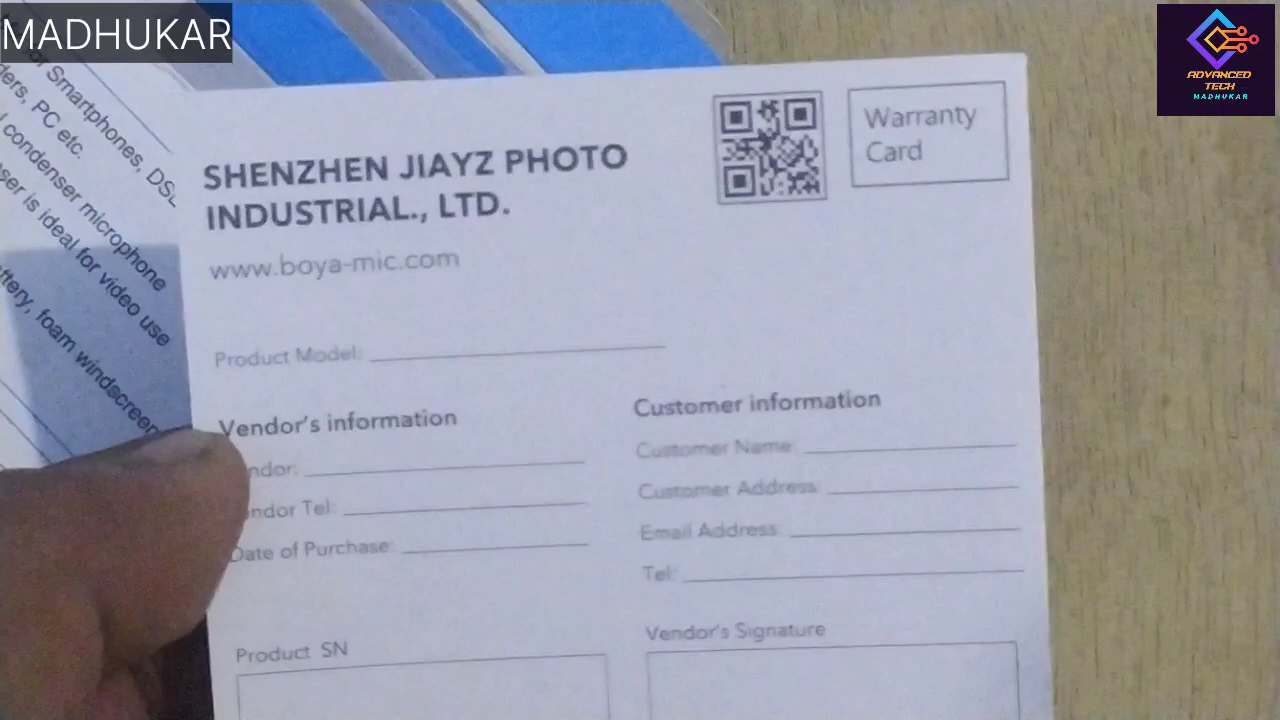 MADHUKAR
ADVANCED
TECH
MADHUKAR
for Smartphones, DSL
ders, PC etc.
condenser microphone
ser is ideal for video use
ttery, foam windscreen
SHENZHEN JIAYZ PHOTO
INDUSTRIAL., LTD.
www.boya-mic.com
Warranty
Card
Product Model:
Vendor's information
ndor:
endor Tel:
Date of Purchase:
Customer information
Customer Name:
Customer Address:
Email Address:
Tel:
Product SN
Vendor's Signature